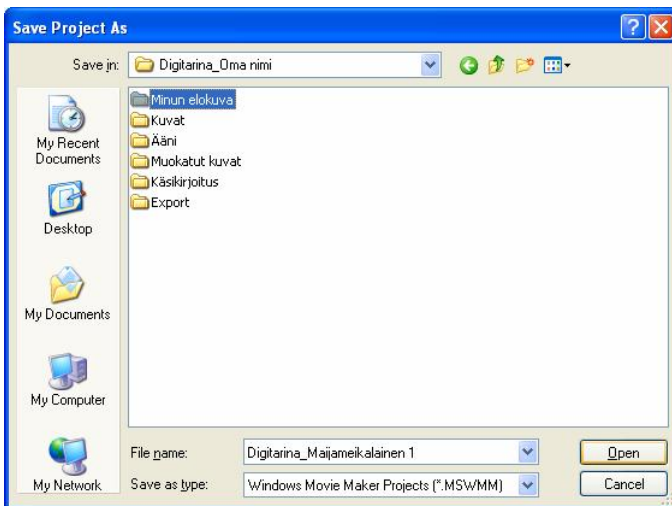 Save Project As
Save in:
Digitarina_Oma nimi
My Recent
Documents
Desktop
My Documents
My Computer
My Network
Minun elokuva
Kuvat
Ääni
Muokatut kuvat
Käsikirjoitus
Export
File name:
Digitarina_Maijameikalainen 1
Open
Save as type:
Windows Movie Maker Projects (*.MSWMM)
Cancel